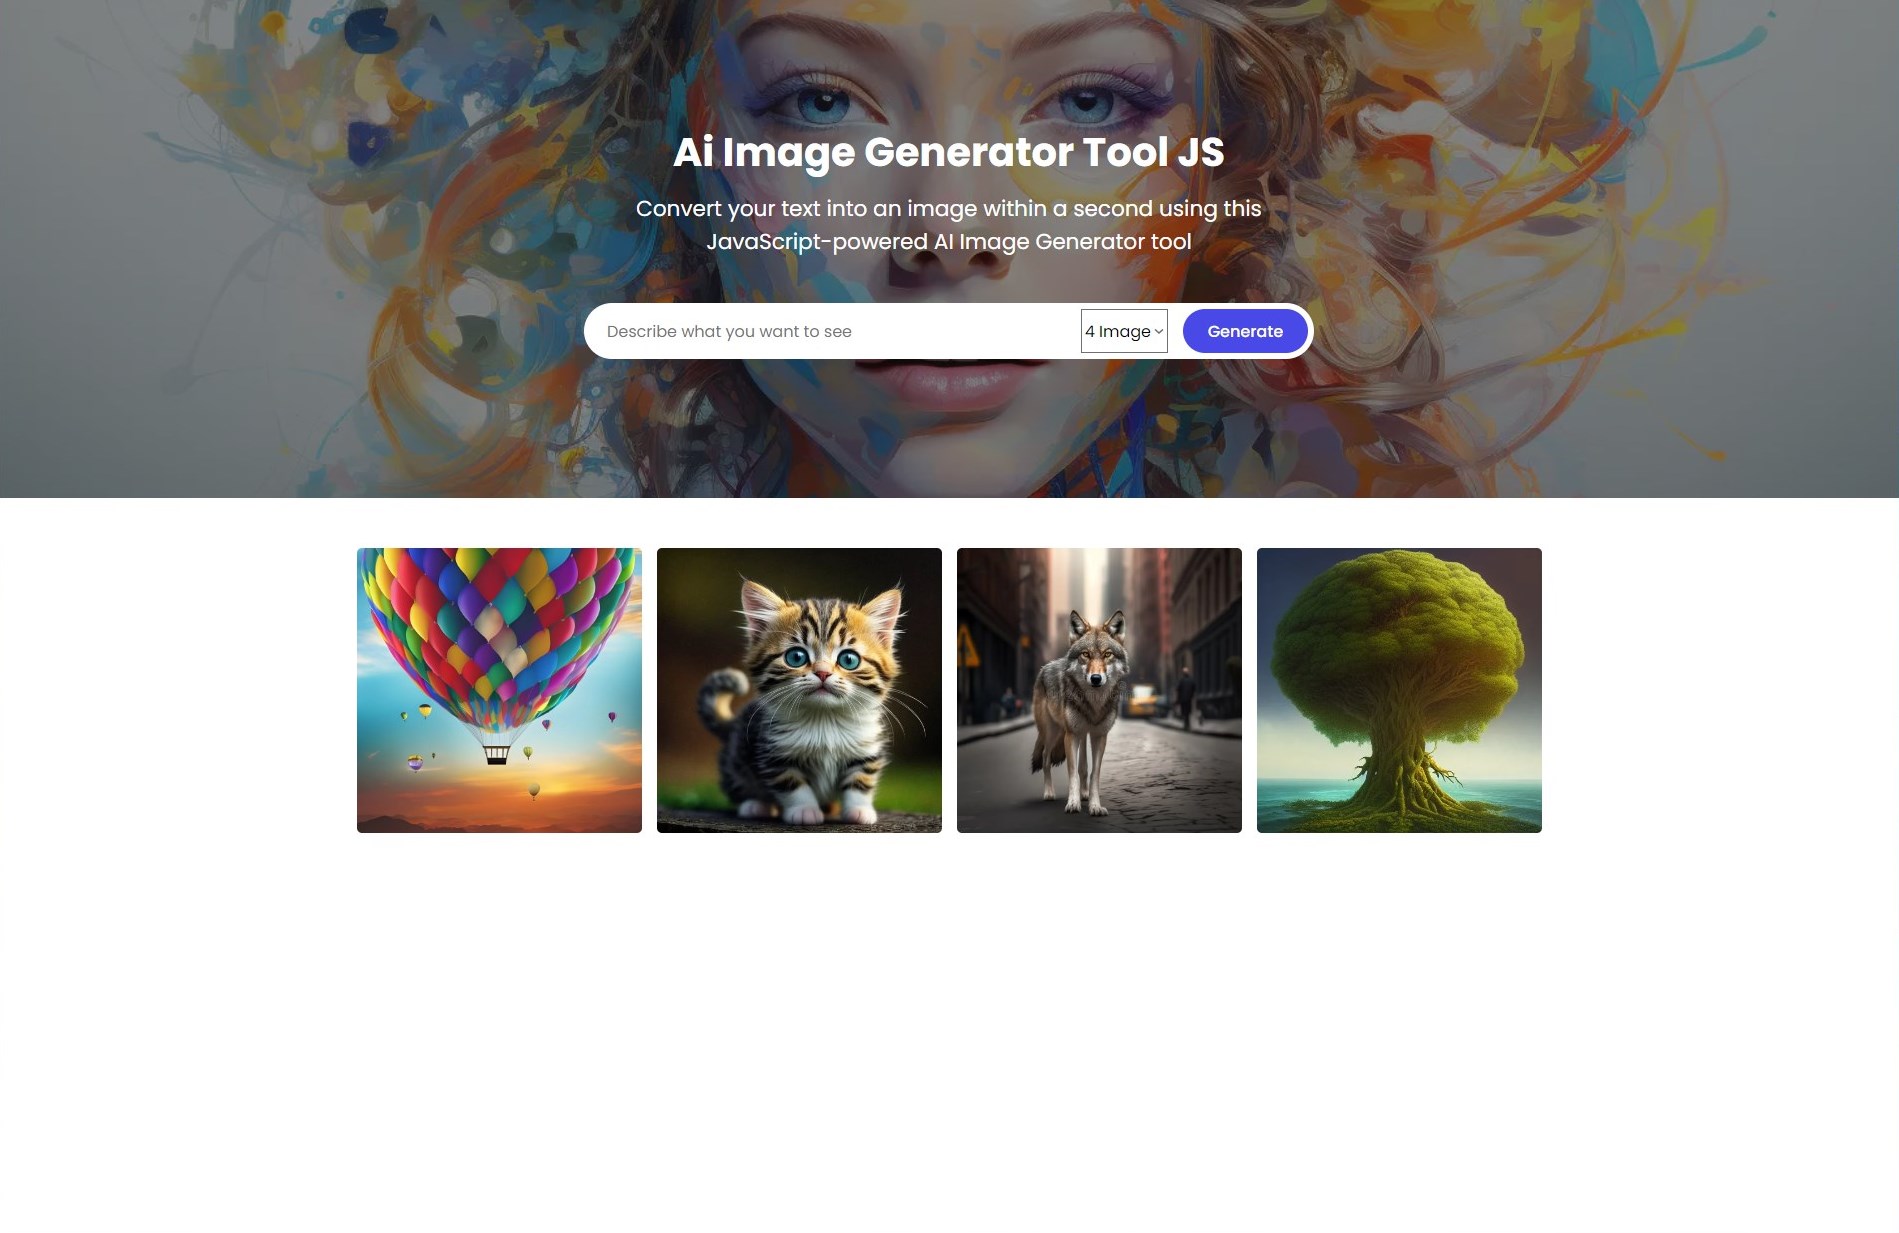 Ai Image Generator Tool JS
Convert your text into an image within a second using this
JavaScript-powered AI Image Generator tool
Describe what you want to see
4 Image
Generate